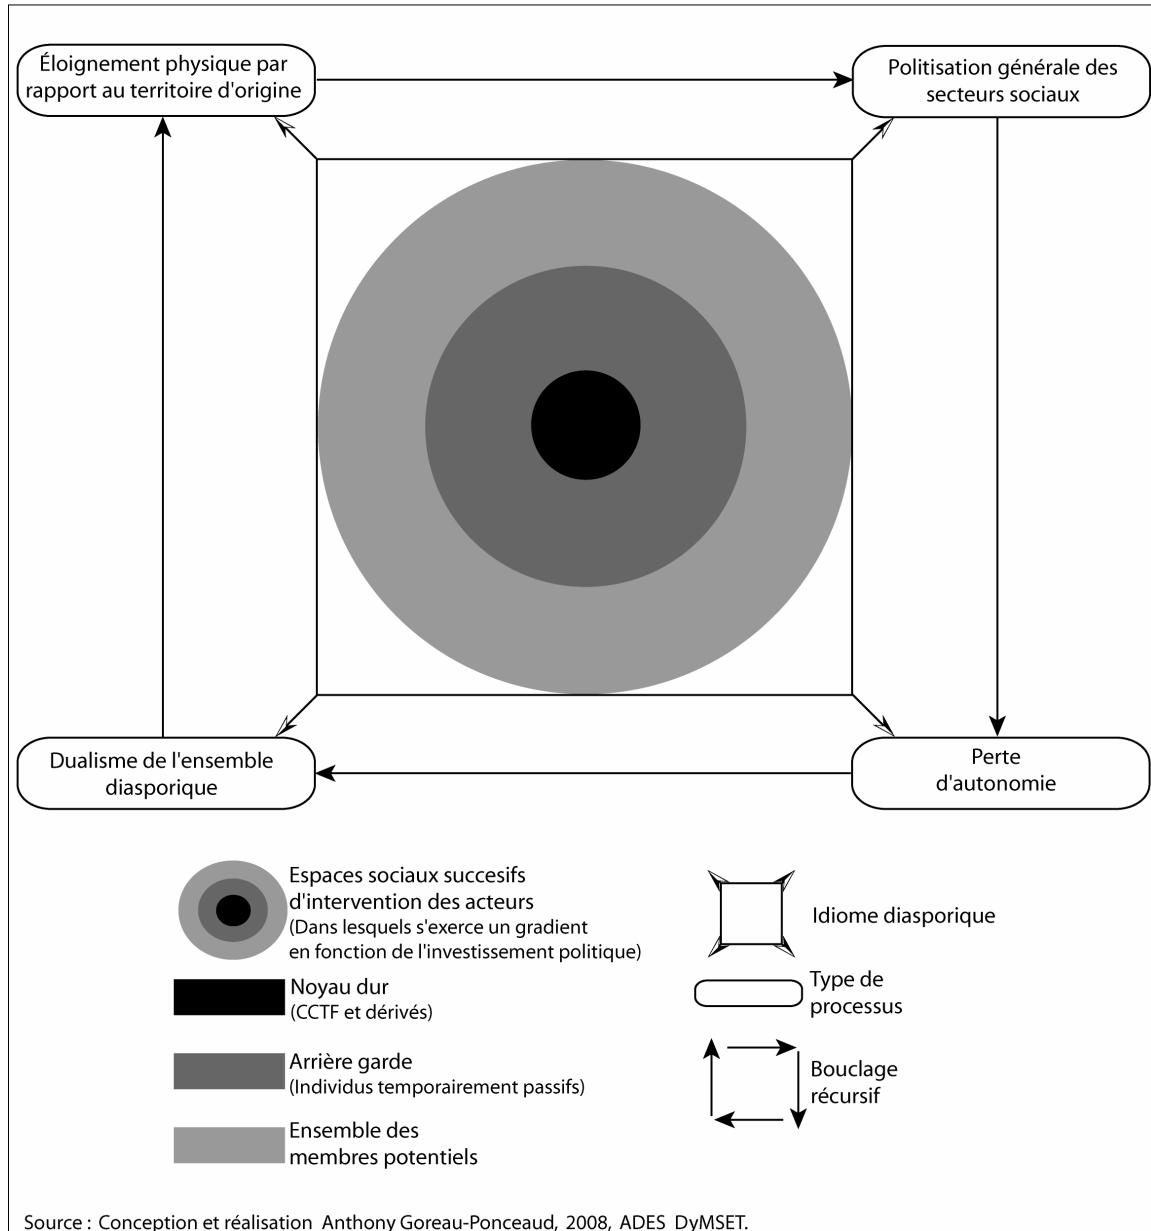 Éloignement physique par
rapport au territoire d'origine
Politisation générale des
secteurs sociaux
Dualisme de l'ensemble
diasporique
Perte
d'autonomie
Espaces sociaux succesifs
d'intervention des acteurs
(Dans lesquels s'exerce un gradient
en fonction de l'investissement politique)
Noyau dur
(CCTF et dérivés)
Arrière garde
(Individus temporairement passifs)
Ensemble des
membres potentiels
Idiome diasporique
Type de
processus
Bouclage
récursif
Source : Conception et réalisation Anthony Goreau-Ponceaud, 2008, ADES DyMSET.